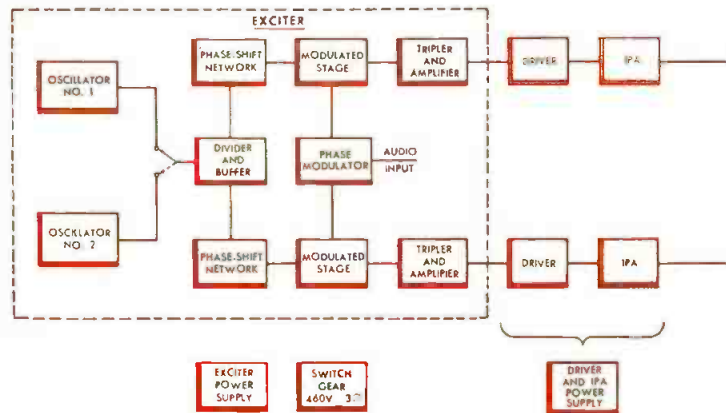 EXCITER
OSCILLATOR
NO. 1
PHASE-SHIFT
NETWORK
MODULATED
STAGE
TRIPLER
AND
AMPLIFIER
DRIVER
IPA
DIVIDER
AND
BUFFER
PHASE
MODULATOR
AUDIO
INPUT
OSCILLATOR
NO. 2
PHASE-SHIFT
NETWORK
MODULATED
STAGE
TRIPLER
AND
AMPLIFIER
DRIVER
IPA
EXCITER
POWER
SUPPLY
SWITCH
GEAR
460V
DRIVER
AND IPA
POWER
SUPPLY